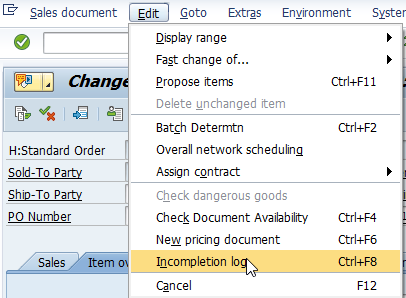 Sales document Edit Goto Extras Environment
Display range
Fast change of...
Change
Propose items Ctrl+F11
Delete unchanged item
Batch Determtn Ctrl+F2
H:Standard Order Overall network scheduling
Sold-To Party Assign contract
Ship-To Party Check dangerous goods
PO Number Check Document Availability Ctrl+F4
New pricing document Ctrl+F6
Sales Item Incompletion log Ctrl+F8
Cancel F12